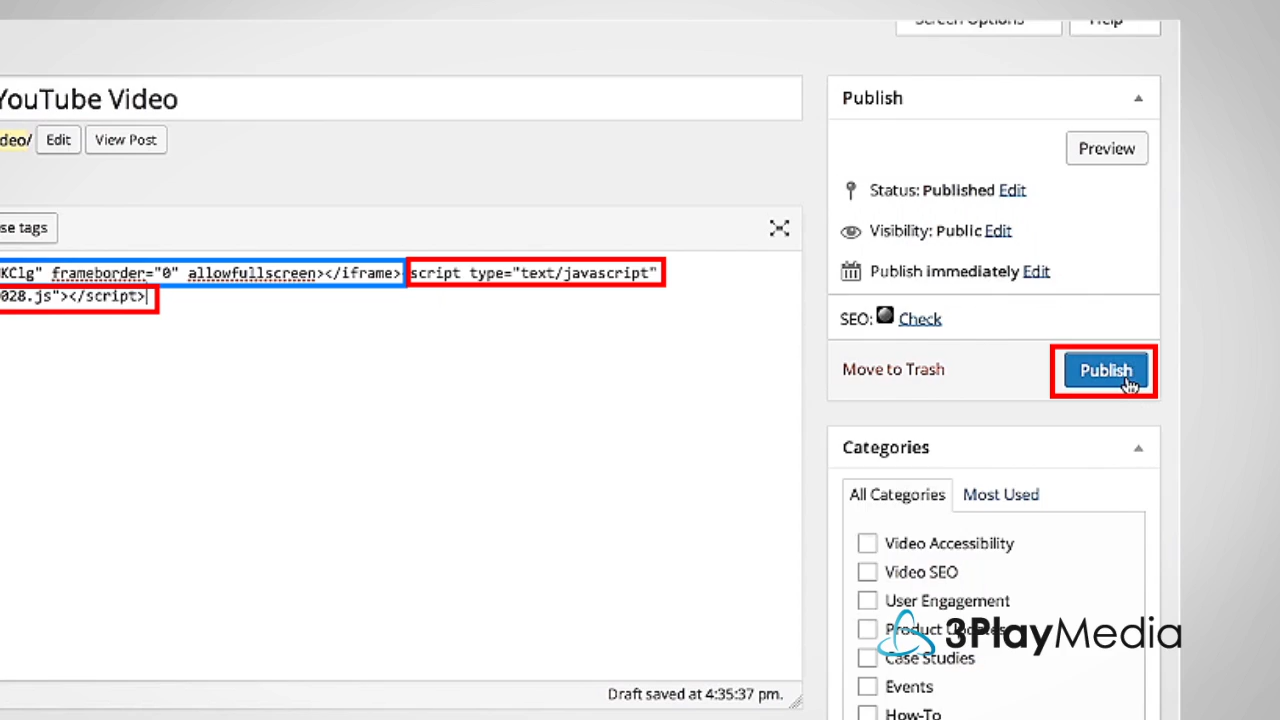 Screen Options Help
YouTube Video
deo/ Edit View Post
se tags
KClg" frameborder="0" allowfullscreen></iframe><script type="text/javascript"
028.js"></script>
Draft saved at 4:35:37 pm.
Publish
Preview
Status: Published Edit
Visibility: Public Edit
Publish immediately Edit
SEO: Check
Move to Trash Publish
Categories
All Categories Most Used
Video Accessibility
Video SEO
User Engagement
Product Updates
Case Studies
Events
How-To
3PlayMedia